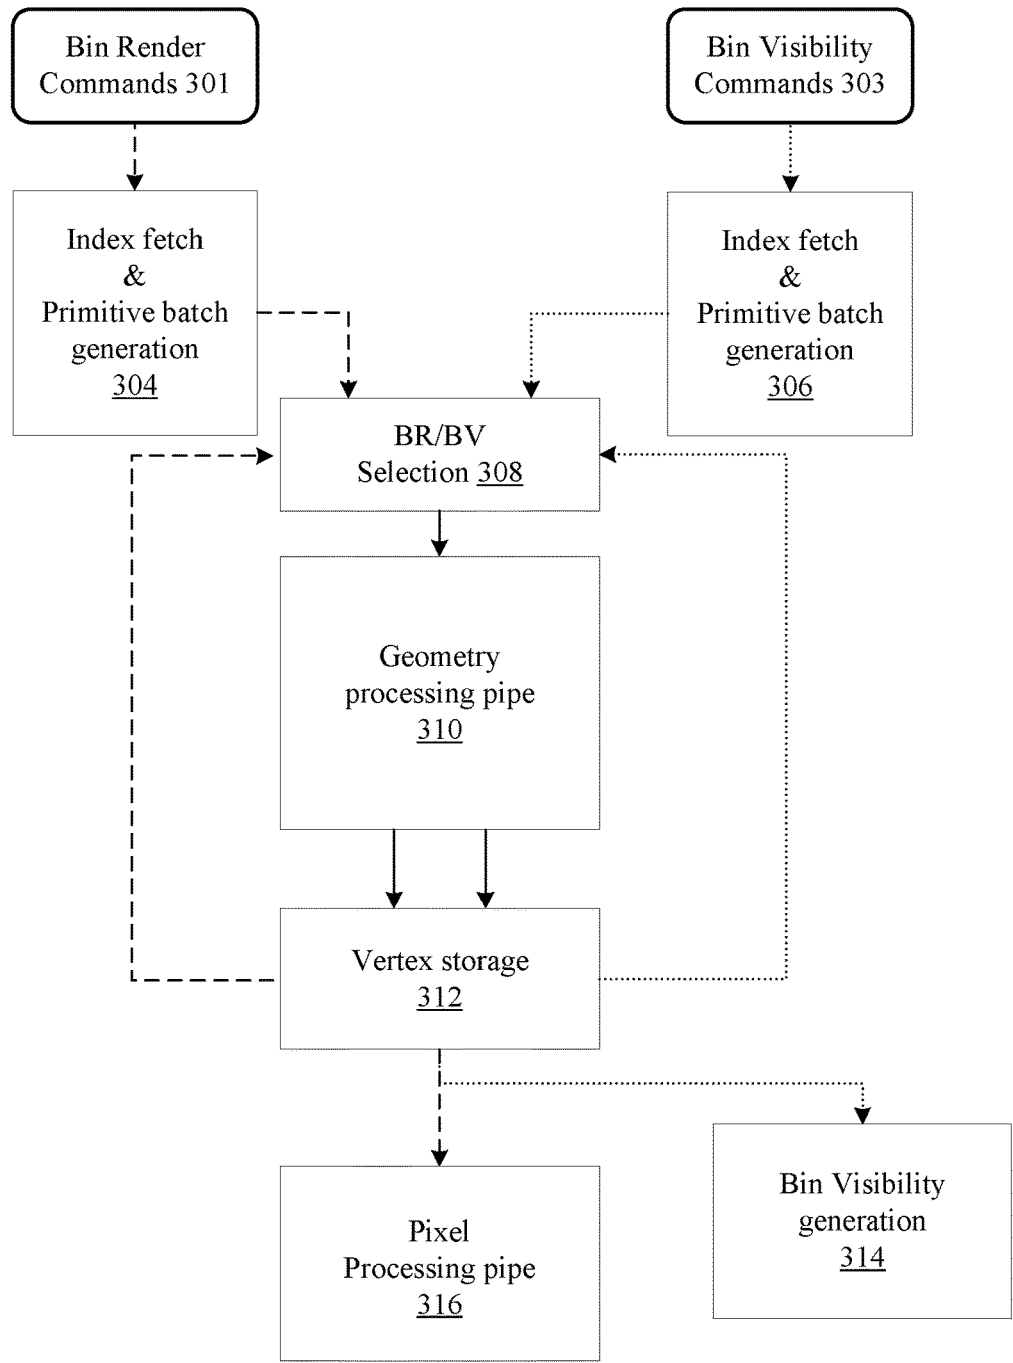 Bin Render
Commands 301
Bin Visibility
Commands 303
Index fetch
&
Primitive batch
generation
304
Index fetch
&
Primitive batch
generation
306
BR/BV
Selection 308
Geometry
processing pipe
310
Vertex storage
312
Bin Visibility
generation
314
Pixel
Processing pipe
316